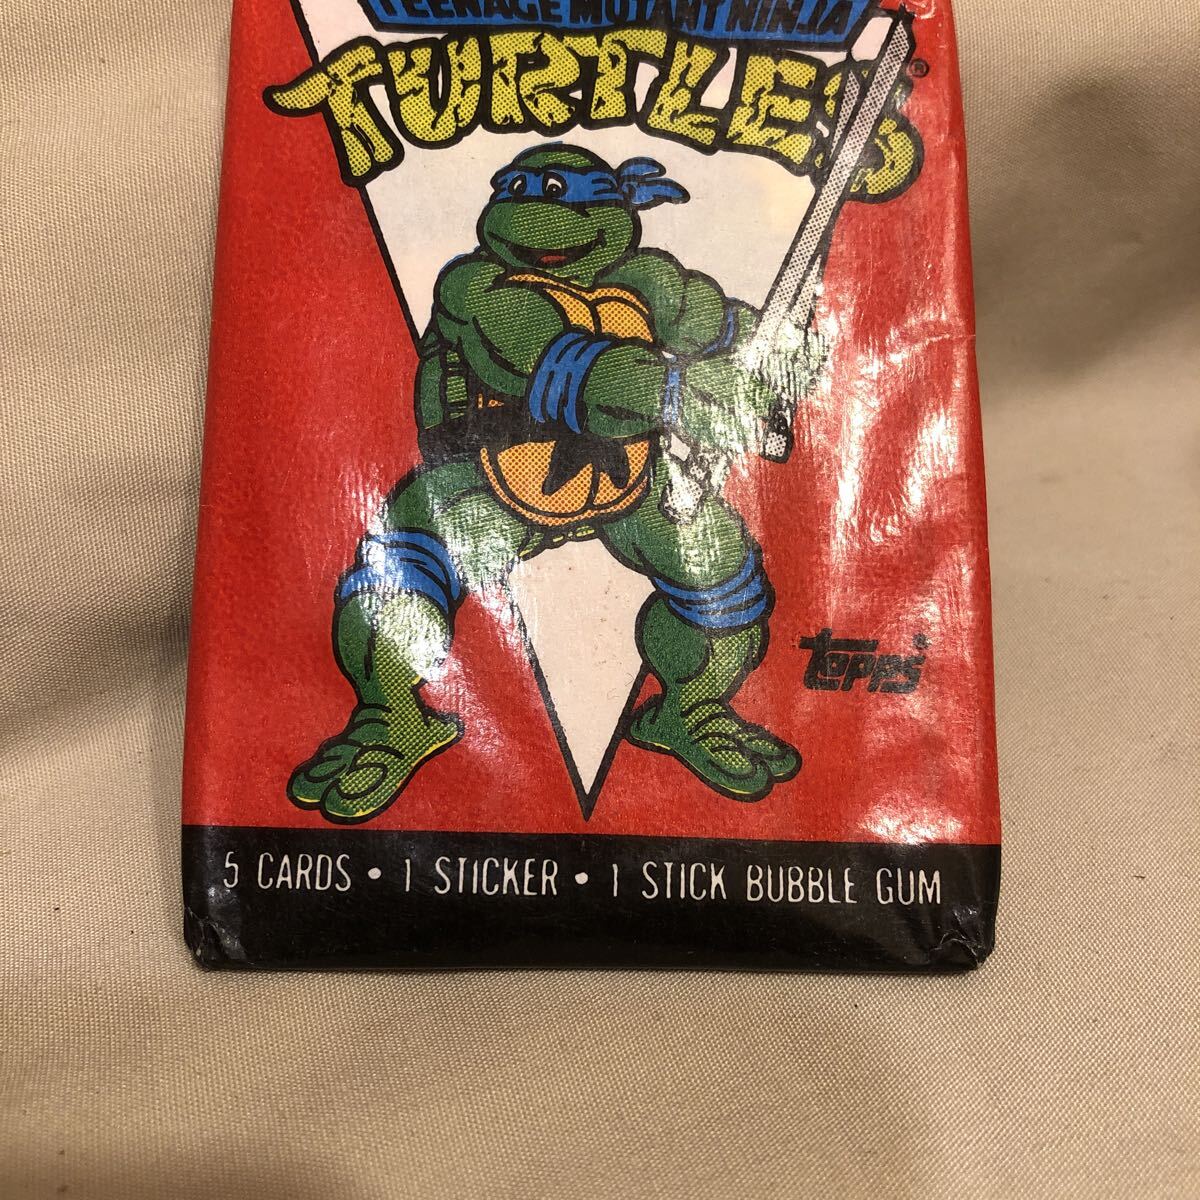 TEENAGE MUTANT NINJA
TURTLES®
TOPPS®
5 CARDS • 1 STICKER • 1 STICK BUBBLE GUM